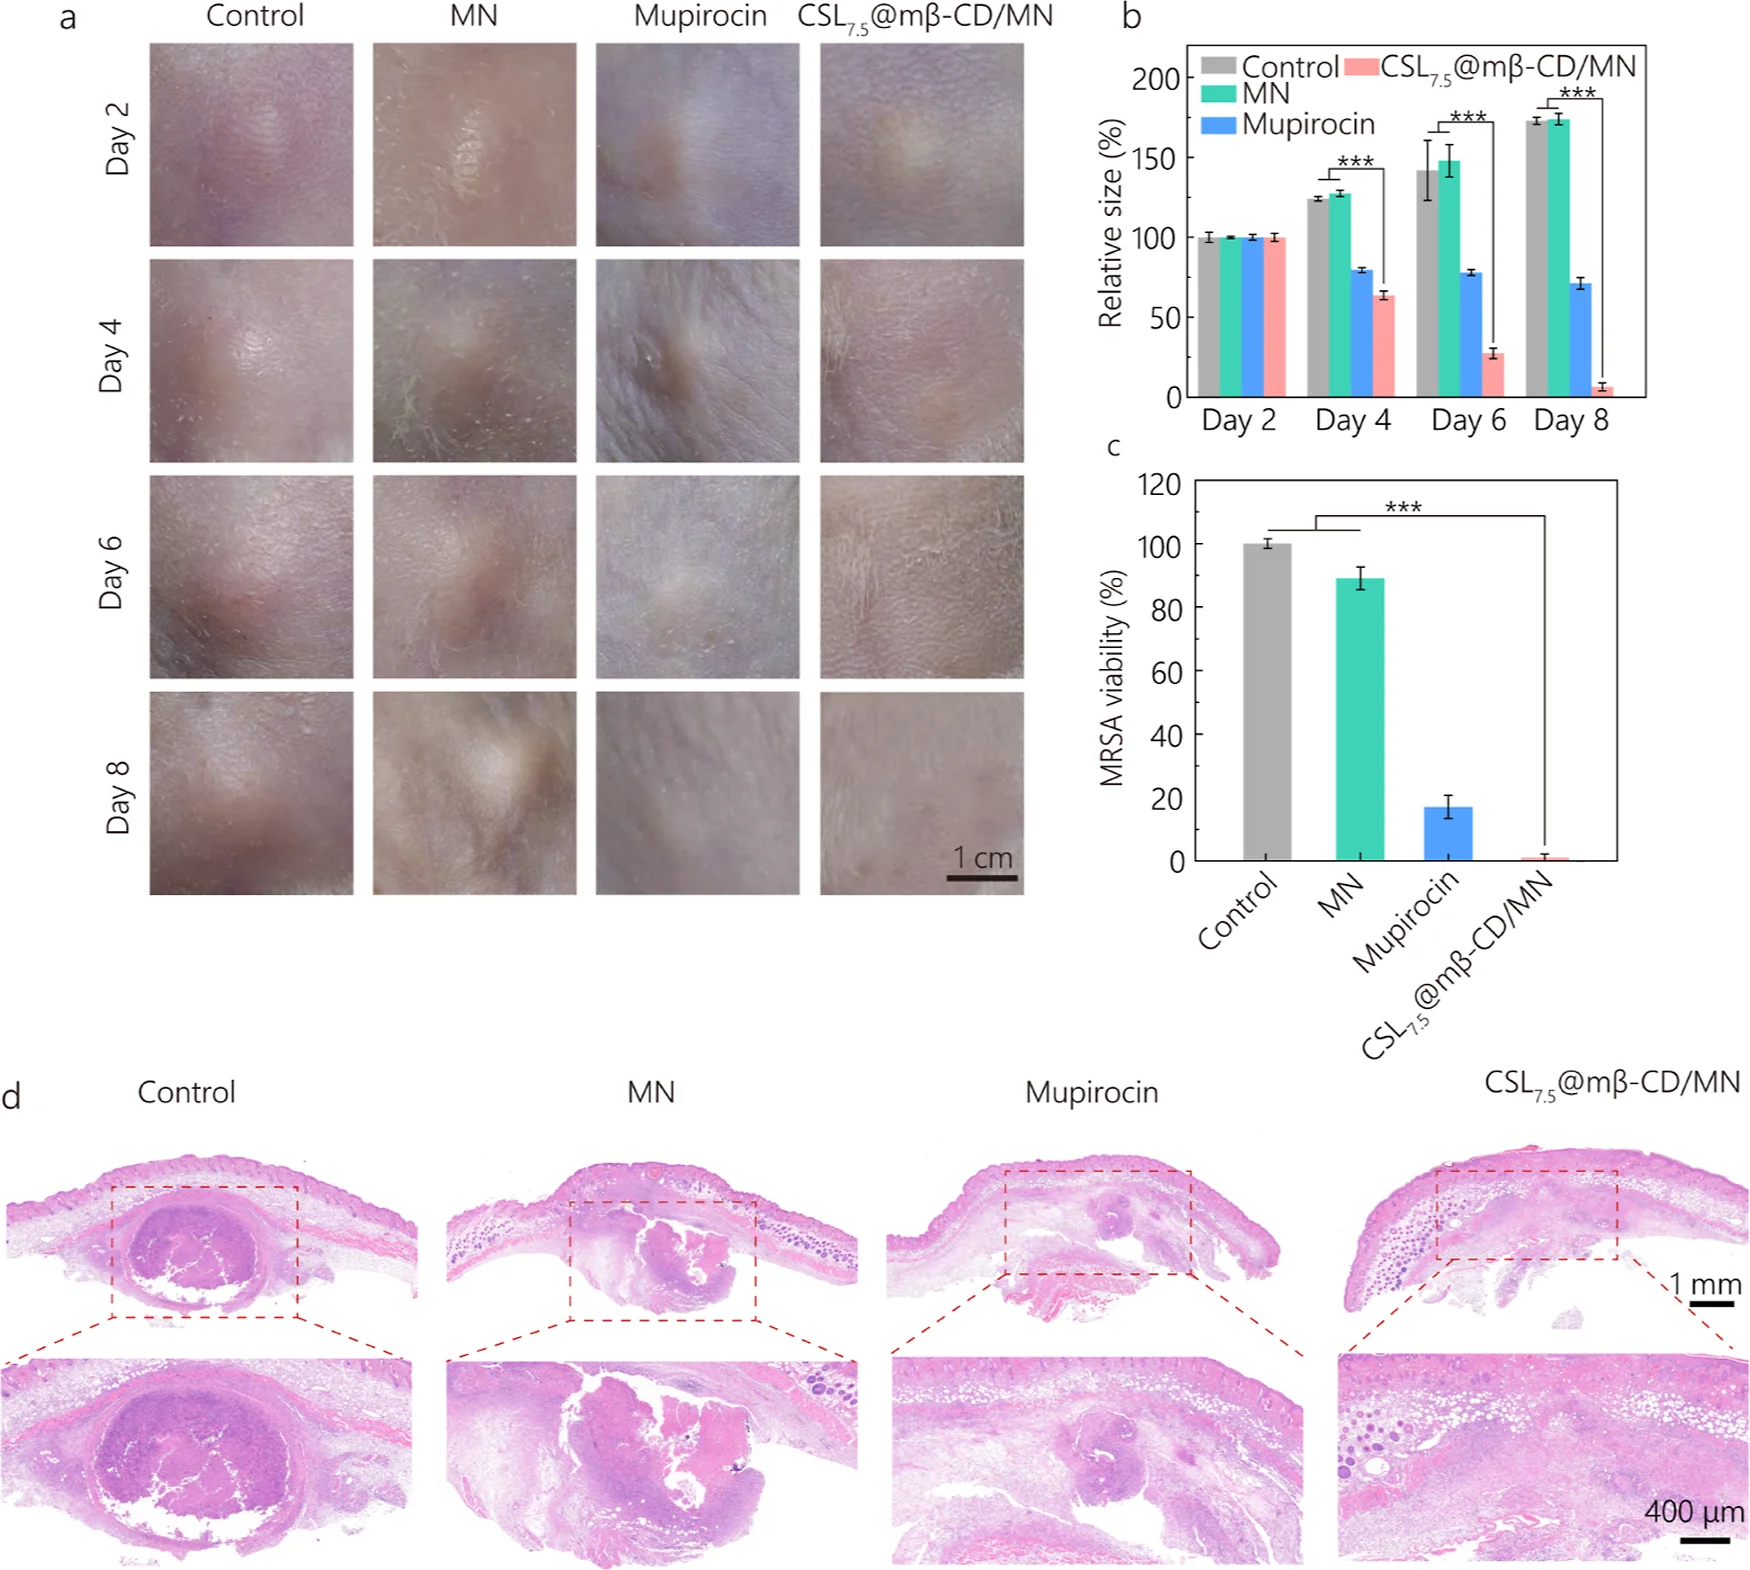 a
Control MN Mupirocin CSL7.5@mβ-CD/MN
Day 2
Day 4
Day 6
Day 8
1 cm
b
Control CSL7.5@mβ-CD/MN
MN
Mupirocin
Relative size (%)
200
150
100
50
0
***
***
***
Day 2 Day 4 Day 6 Day 8
c
MRSA viability (%)
120
100
80
60
40
20
0
***
Control
MN
Mupirocin
CSL7.5@mβ-CD/MN
d
Control MN Mupirocin CSL7.5@mβ-CD/MN
1 mm
400 μm